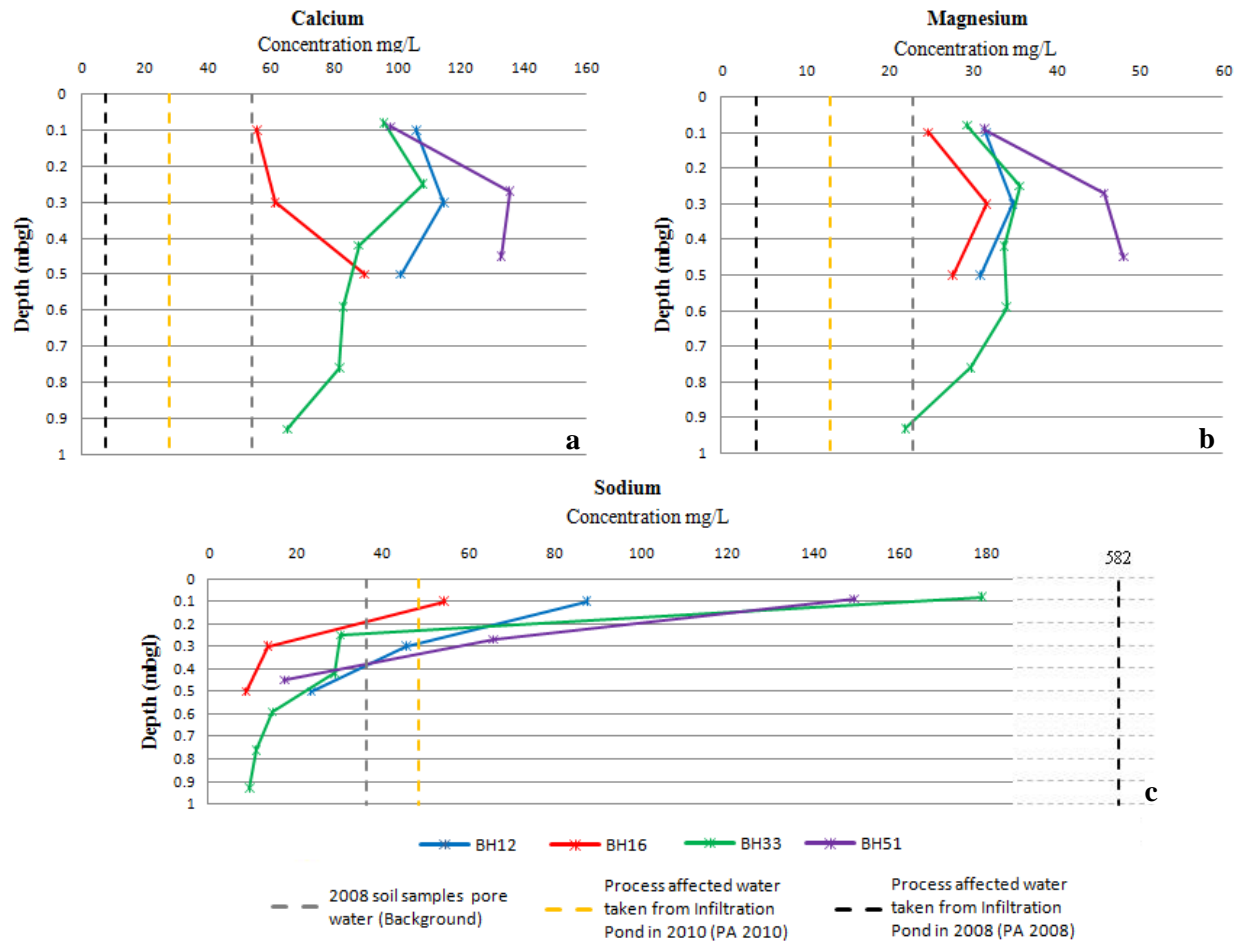 Calcium
Concentration mg/L
0 20 40 60 80 100 120 140 160
Depth (mbgl)
0
0.1
0.2
0.3
0.4
0.5
0.6
0.7
0.8
0.9
1
a
Magnesium
Concentration mg/L
0 10 20 30 40 50 60
Depth (mbgl)
0
0.1
0.2
0.3
0.4
0.5
0.6
0.7
0.8
0.9
1
b
Sodium
Concentration mg/L
0 20 40 60 80 100 120 140 160 180
582
Depth (mbgl)
0
0.1
0.2
0.3
0.4
0.5
0.6
0.7
0.8
0.9
1
c
BH12 BH16 BH33 BH51
2008 soil samples pore
water (Background)
Process affected water
taken from Infiltration
Pond in 2010 (PA 2010)
Process affected water
taken from Infiltration
Pond in 2008 (PA 2008)